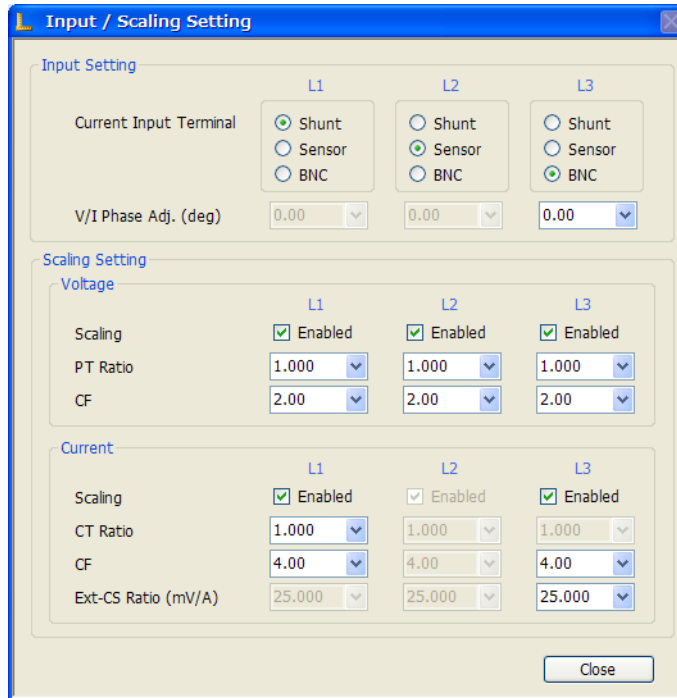 Input / Scaling Setting
Input Setting
L1 L2 L3
Current Input Terminal Shunt Shunt Shunt
Sensor Sensor Sensor
BNC BNC BNC
V/I Phase Adj. (deg) 0.00 0.00 0.00
Scaling Setting
Voltage
L1 L2 L3
Scaling Enabled Enabled Enabled
PT Ratio 1.000 1.000 1.000
CF 2.00 2.00 2.00
Current
L1 L2 L3
Scaling Enabled Enabled Enabled
CT Ratio 1.000 1.000 1.000
CF 4.00 4.00 4.00
Ext-CS Ratio (mV/A) 25.000 25.000 25.000
Close